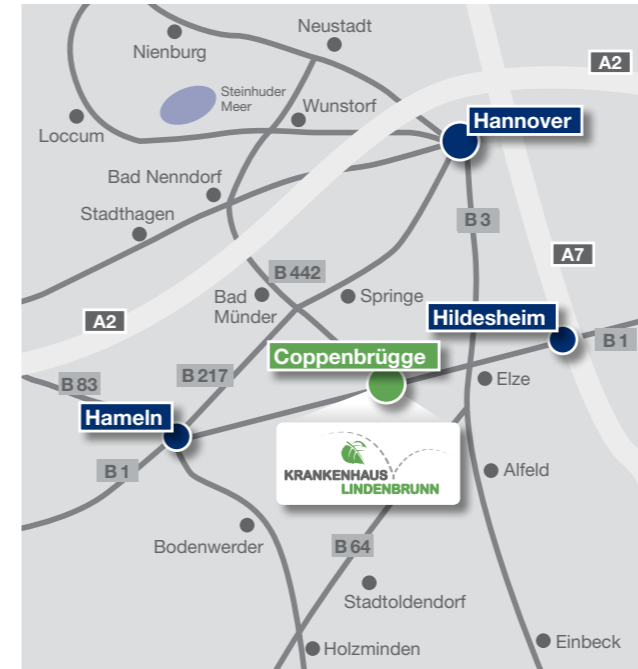 Neustadt
Nienburg
A2
Steinhuder
Meer
Wunstorf
Hannover
Loccum
Bad Nenndorf
Stadthagen
B 3
A7
B 442
Bad
Münder
Springe
A2
Hildesheim
B 1
Coppenbrügge
B 83
B 217
Elze
Hameln
KRANKENHAUS
LINDENBRUNN
B 1
Alfeld
Bodenwerder
B 64
Stadtoldendorf
Holzminden
Einbeck